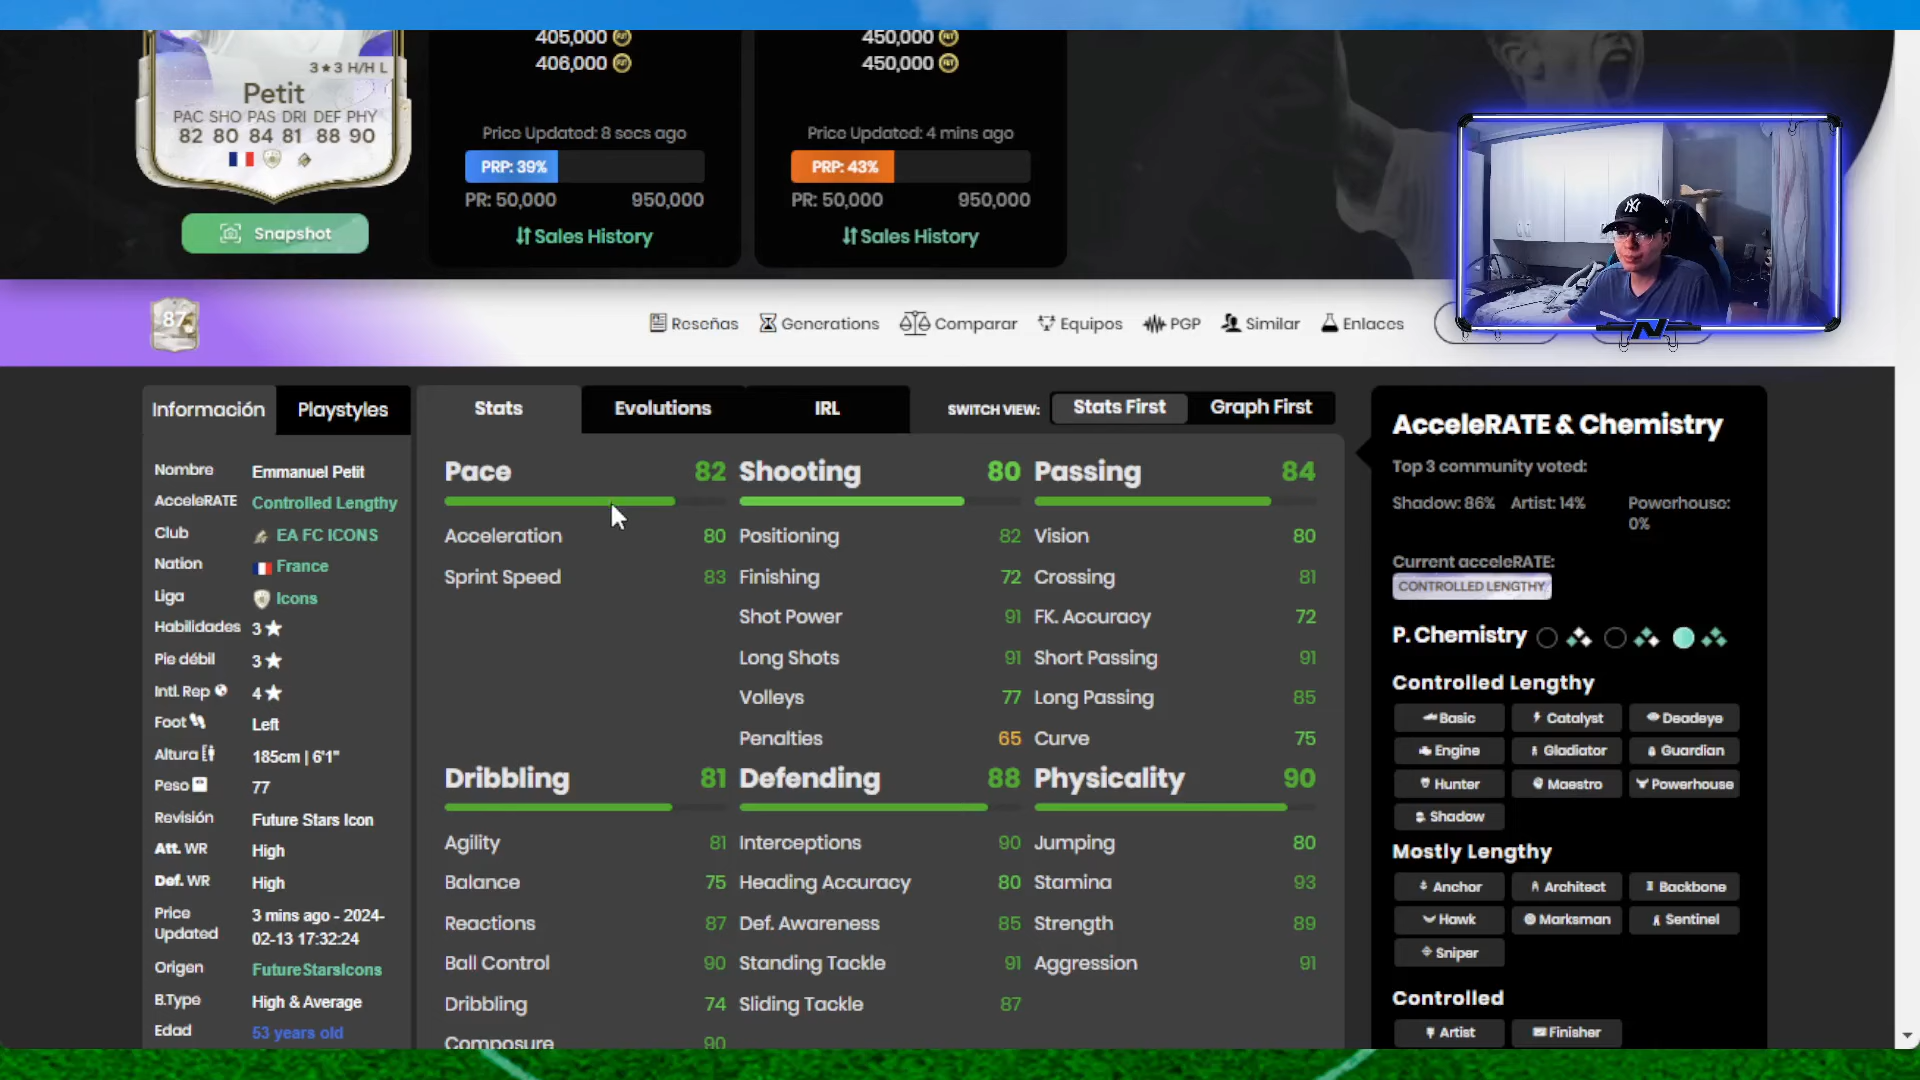 405,000
406,000
450,000
450,000
3★3 H/H L
Petit
PAC SHO PAS DRI DEF PHY
82 80 84 81 88 90
Snapshot
Price Updated: 8 secs ago
PRP: 39%
PR: 50,000 950,000
Sales History
Price Updated: 4 mins ago
PRP: 43%
PR: 50,000 950,000
Sales History
87
Reseñas
Generations
Comparar
Equipos
PGP
Similar
Enlaces
Información
Playstyles
Nombre Emmanuel Petit
AcceleRATE Controlled Lengthy
Club EA FC ICONS
Nation France
Liga Icons
Habilidades 3 ★
Pie débil 3 ★
Intl. Rep 4 ★
Foot Left
Altura 185cm | 6'1"
Peso 77
Revisión Future Stars Icon
Att. WR High
Def. WR High
Price Updated 3 mins ago - 2024-
02-13 17:32:24
Origen FutureStarsIcons
B.Type High & Average
Edad 53 years old
Stats
Evolutions
IRL
SWITCH VIEW:
Stats First
Graph First
Pace 82
Acceleration 80
Sprint Speed 83
Shooting 80
Positioning 82
Finishing 72
Shot Power 91
Long Shots 91
Volleys 77
Penalties 65
Passing 84
Vision 80
Crossing 81
FK. Accuracy 72
Short Passing 91
Long Passing 85
Curve 75
Dribbling 81
Agility 81
Balance 75
Reactions 87
Ball Control 90
Dribbling 74
Composure 90
Defending 88
Interceptions 90
Heading Accuracy 80
Def. Awareness 85
Standing Tackle 91
Sliding Tackle 87
Physicality 90
Jumping 80
Stamina 93
Strength 89
Aggression 91
AcceleRATE & Chemistry
Top 3 community voted:
Shadow: 86% Artist: 14% Powerhouse:
0%
Current acceleRATE:
CONTROLLED LENGTHY
P. Chemistry
Controlled Lengthy
Basic Catalyst Deadeye
Engine Gladiator Guardian
Hunter Maestro Powerhouse
Shadow
Mostly Lengthy
Anchor Architect Backbone
Hawk Marksman Sentinel
Sniper
Controlled
Artist Finisher